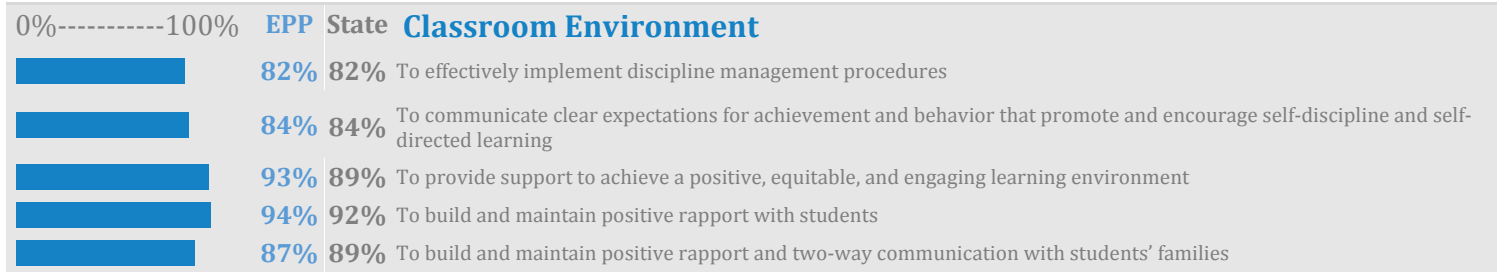 0%-----------100% EPP State Classroom Environment
82% 82% To effectively implement discipline management procedures
84% 84% To communicate clear expectations for achievement and behavior that promote and encourage self-discipline and self-
directed learning
93% 89% To provide support to achieve a positive, equitable, and engaging learning environment
94% 92% To build and maintain positive rapport with students
87% 89% To build and maintain positive rapport and two-way communication with students’ families